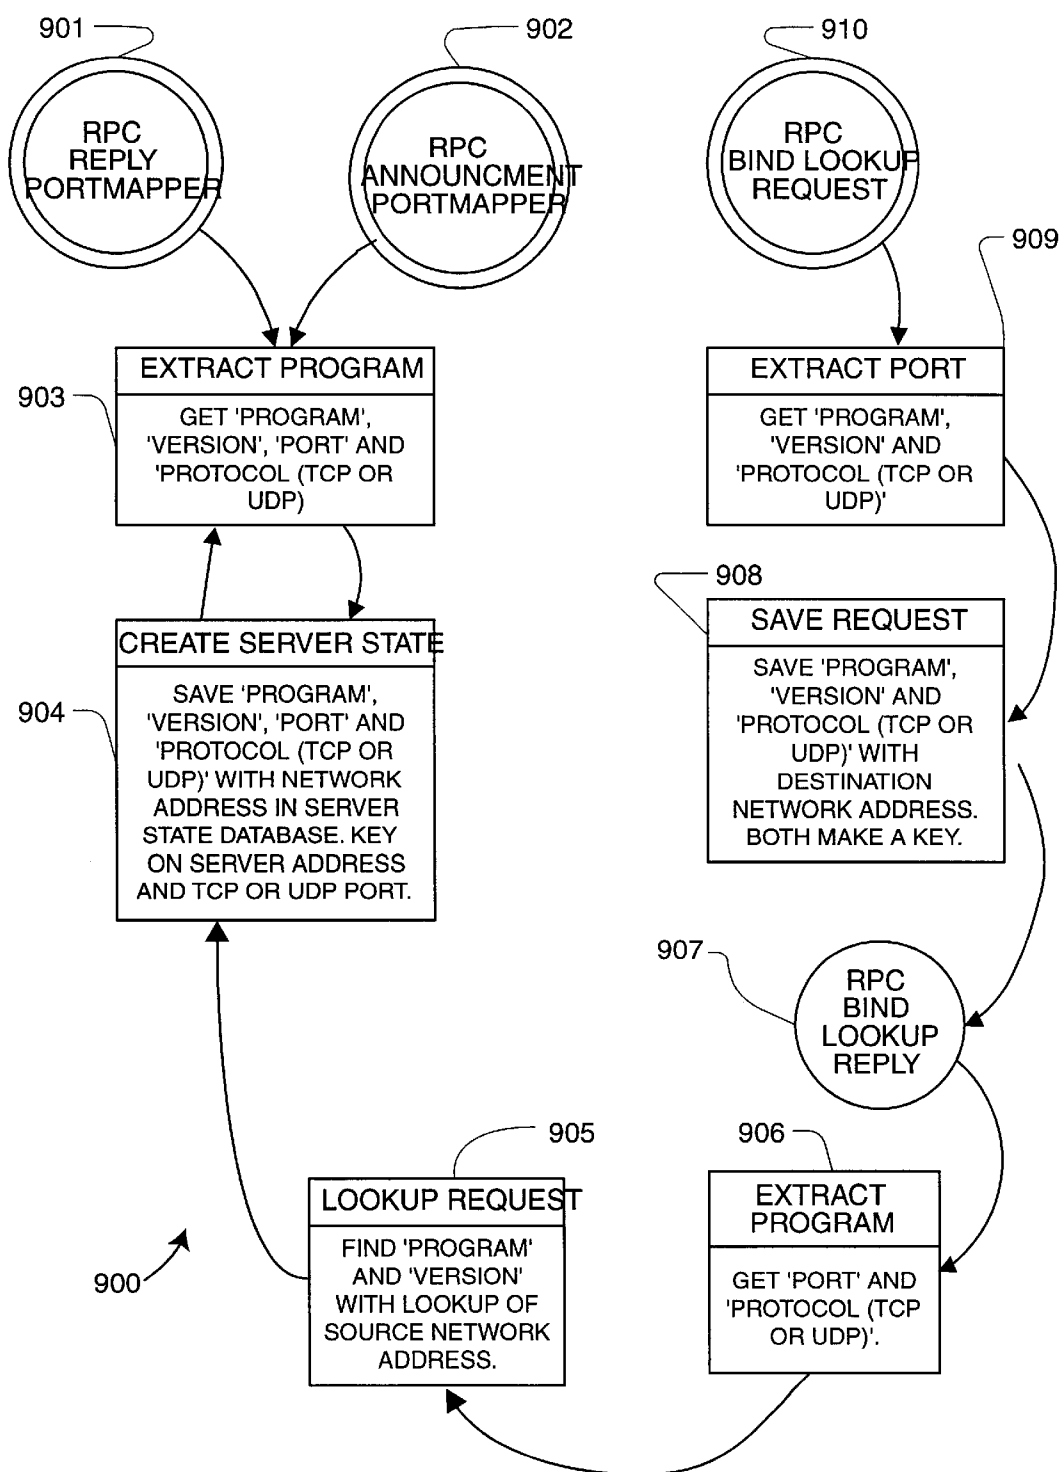 901
902
910
RPC
REPLY
PORTMAPPER
RPC
ANNOUNCMENT
PORTMAPPER
RPC
BIND LOOKUP
REQUEST
909
903
EXTRACT PROGRAM
GET 'PROGRAM',
'VERSION', 'PORT' AND
'PROTOCOL (TCP OR
UDP)
EXTRACT PORT
GET 'PROGRAM',
'VERSION' AND
'PROTOCOL (TCP OR
UDP)'
908
904
CREATE SERVER STATE
SAVE 'PROGRAM',
'VERSION', 'PORT' AND
'PROTOCOL (TCP OR
UDP)' WITH NETWORK
ADDRESS IN SERVER
STATE DATABASE. KEY
ON SERVER ADDRESS
AND TCP OR UDP PORT.
SAVE REQUEST
SAVE 'PROGRAM',
'VERSION' AND
'PROTOCOL (TCP OR
UDP)' WITH
DESTINATION
NETWORK ADDRESS.
BOTH MAKE A KEY.
907
RPC
BIND
LOOKUP
REPLY
905
906
LOOKUP REQUEST
FIND 'PROGRAM'
AND 'VERSION'
WITH LOOKUP OF
SOURCE NETWORK
ADDRESS.
EXTRACT
PROGRAM
GET 'PORT' AND
'PROTOCOL (TCP
OR UDP)'.
900